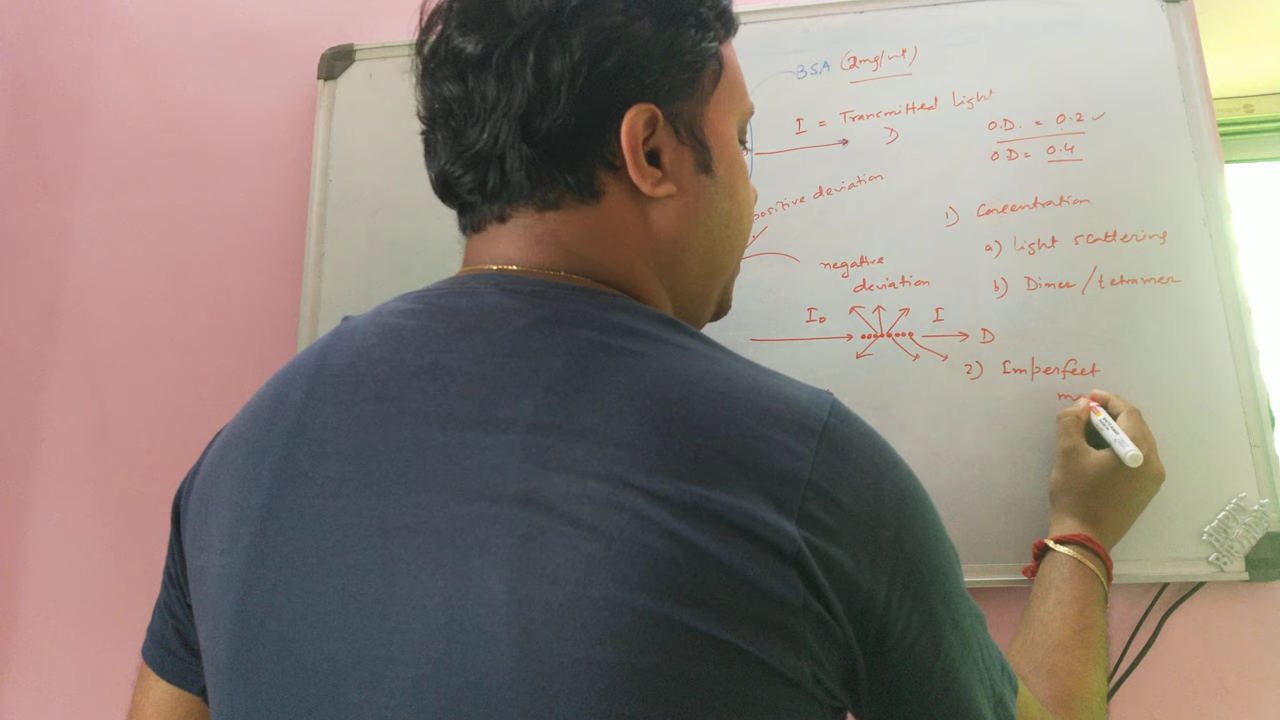 BSA (2mg/ml)
I = Transmitted light
D
O.D. = 0.2 ✓
OD = 0.4
positive deviation
1) Concentration
a) light scattering
negative
deviation
b) Dimer/tetramer
I₀
I
D
2) Imperfect
m